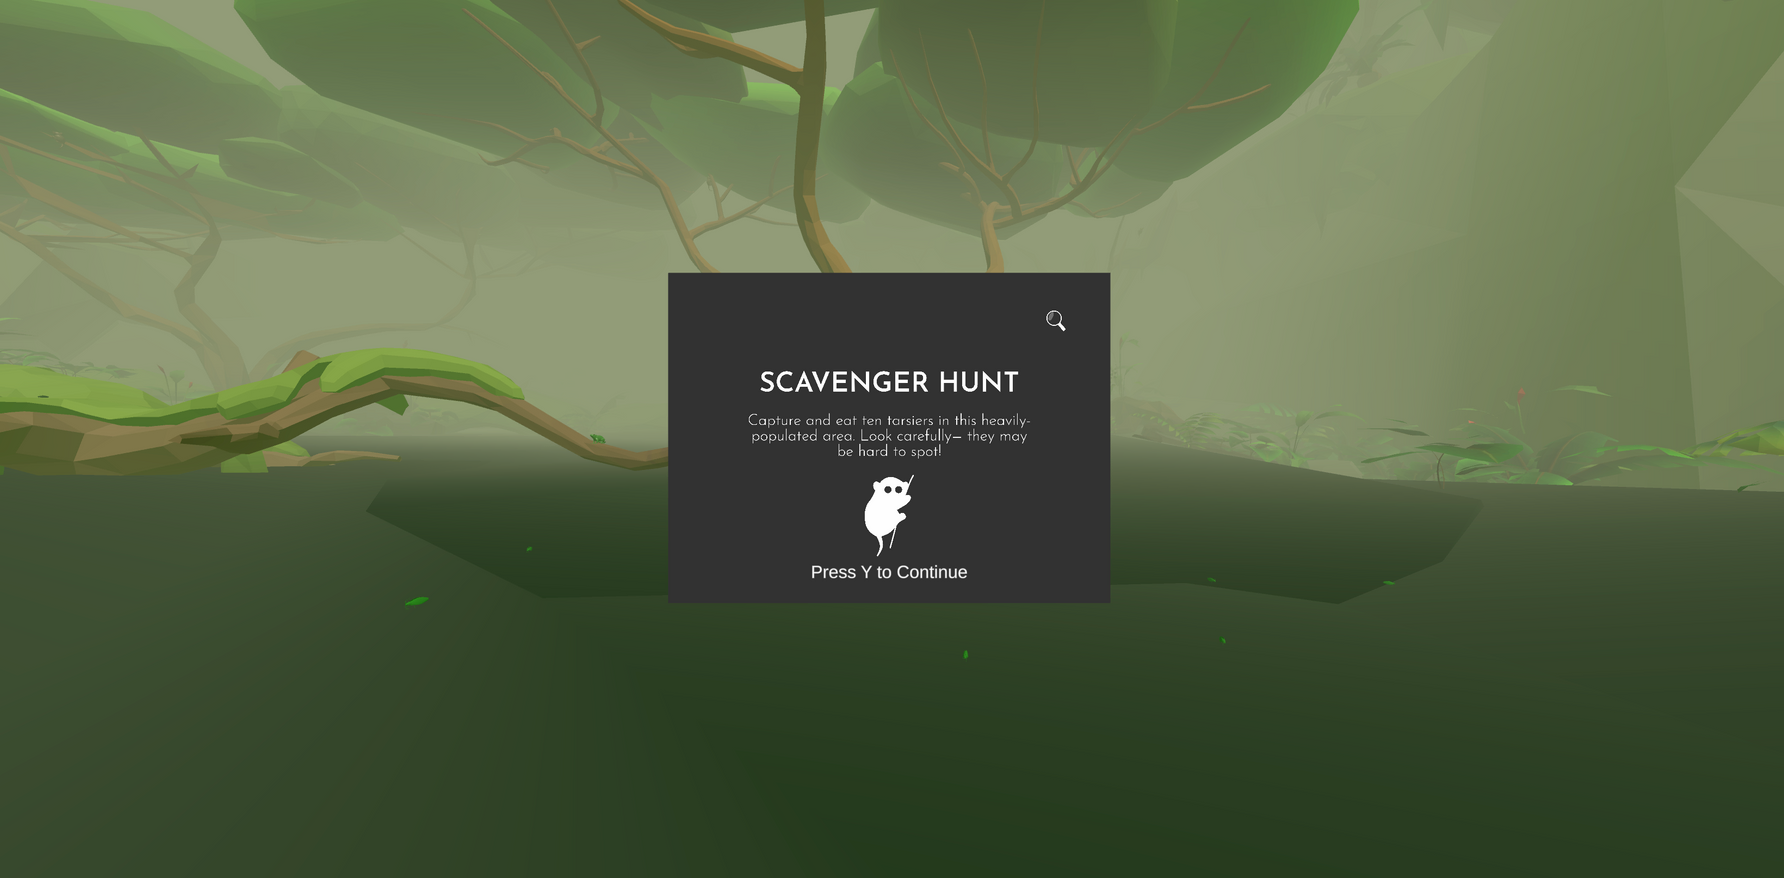 SCAVENGER HUNT
Capture and eat ten tarsiers in this heavily-
populated area. Look carefully– they may
be hard to spot!
Press Y to Continue